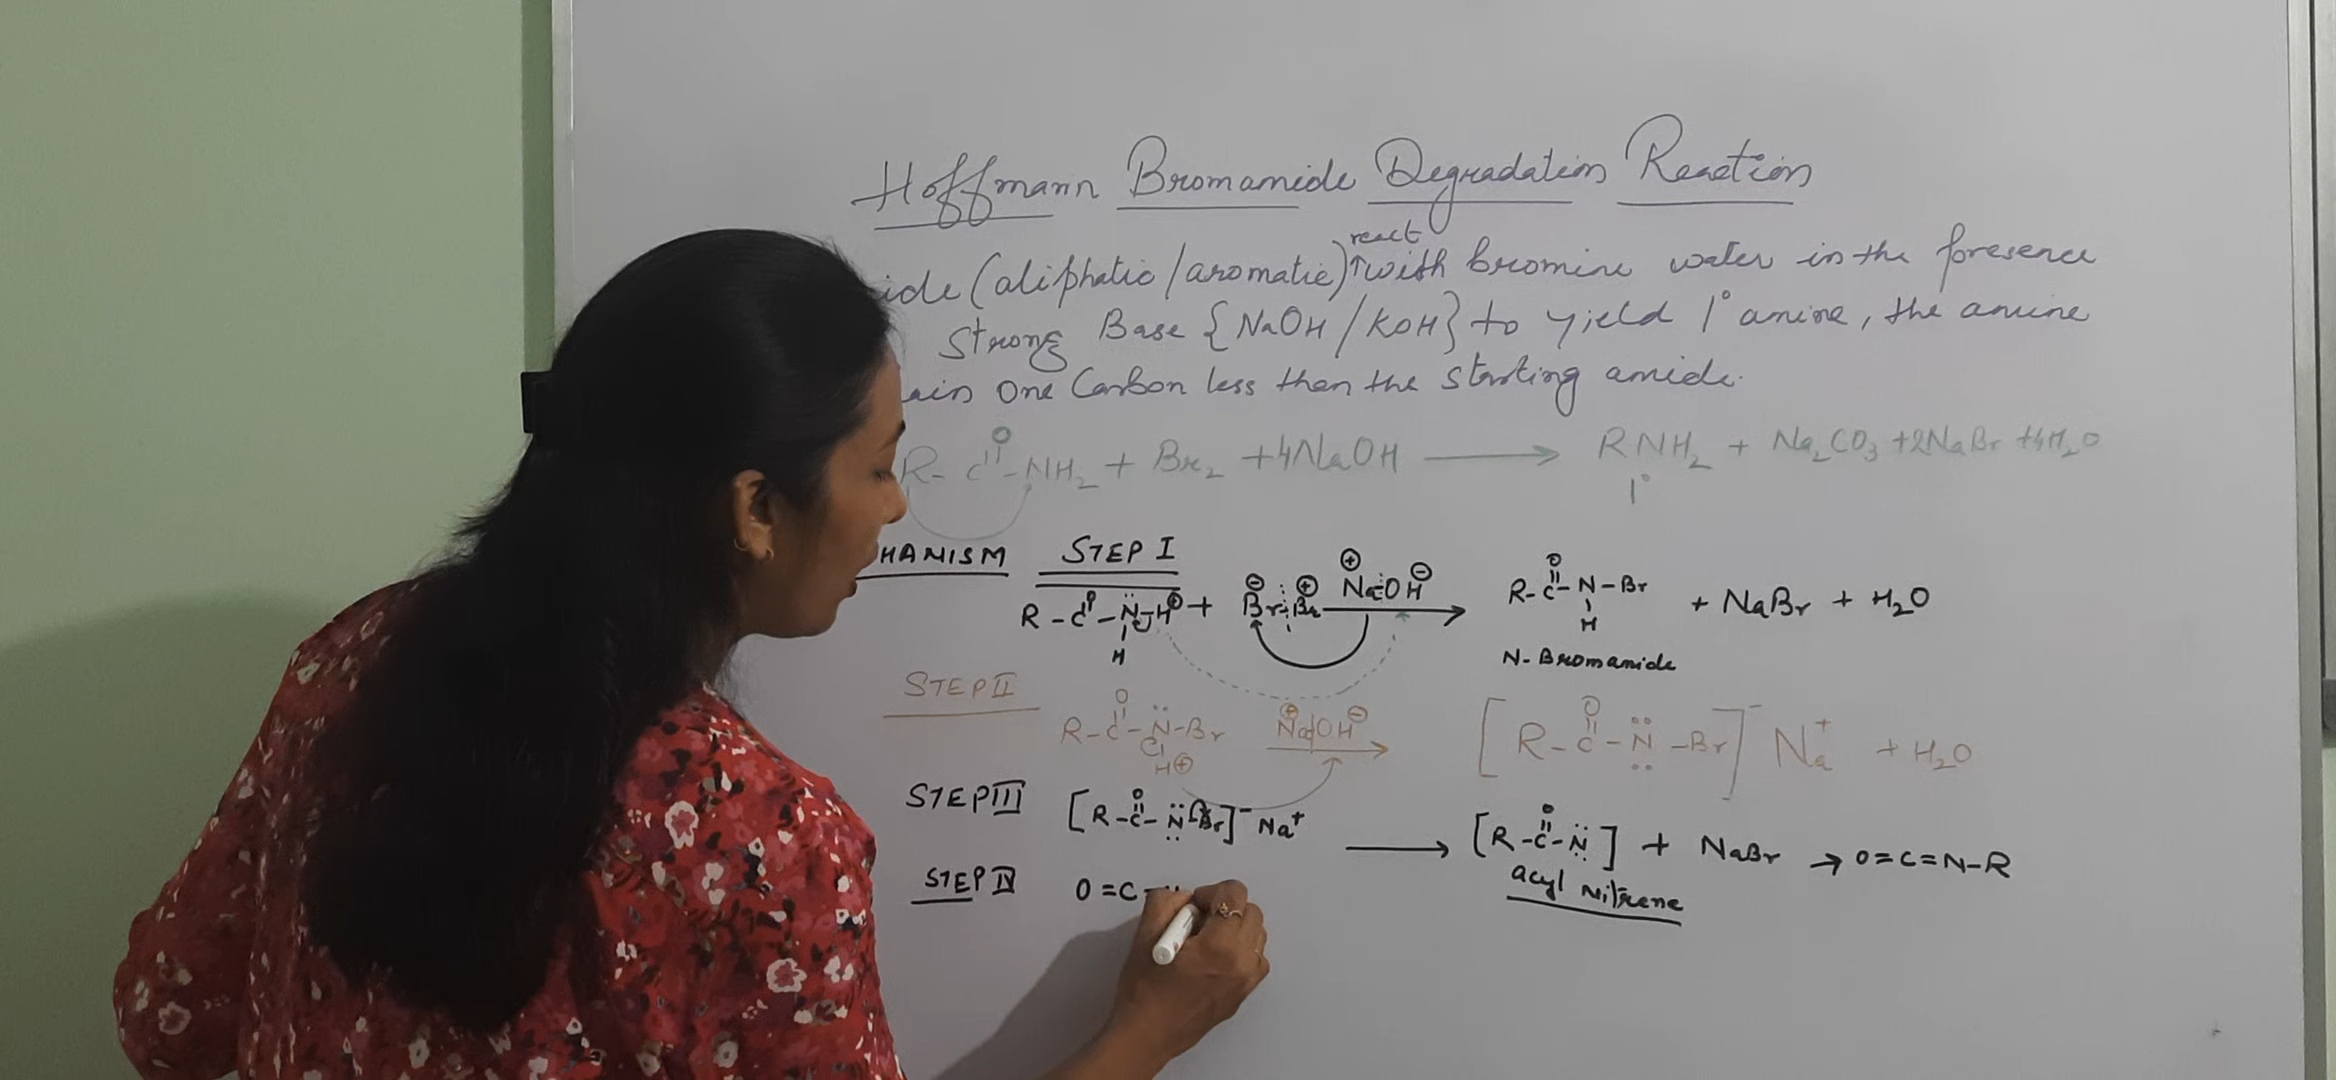 Hoffmann Bromamide Degradation Reaction
react
ide (aliphatic/aromatic)↑with bromine water in the presence
Strong Base {NaOH/KOH} to yield 1° amine, the amine
ain One Carbon less then the starting amide.
O
R-C-NH2 + Br2 +4NaOH → RNH2 + Na2CO3 +2NaBr +4H2O
1°
HANISM STEP I
R-C-N-H⊕ + Br:Br NaOH → R-C-N-Br + NaBr + H2O
O H ⊖ ⊕ ⊕ ⊖ O H
N-Bromamide
STEP II
R-C-N-Br NaOH → [R-C-N-Br]⁻ Na⁺ + H2O
O H⊕ ⊕ ⊖ O
STEP III [R-C-N-Br]⁻ Na⁺ → [R-C-N] + NaBr → O=C=N-R
O O
acyl Nitrene
STEP IV O=C